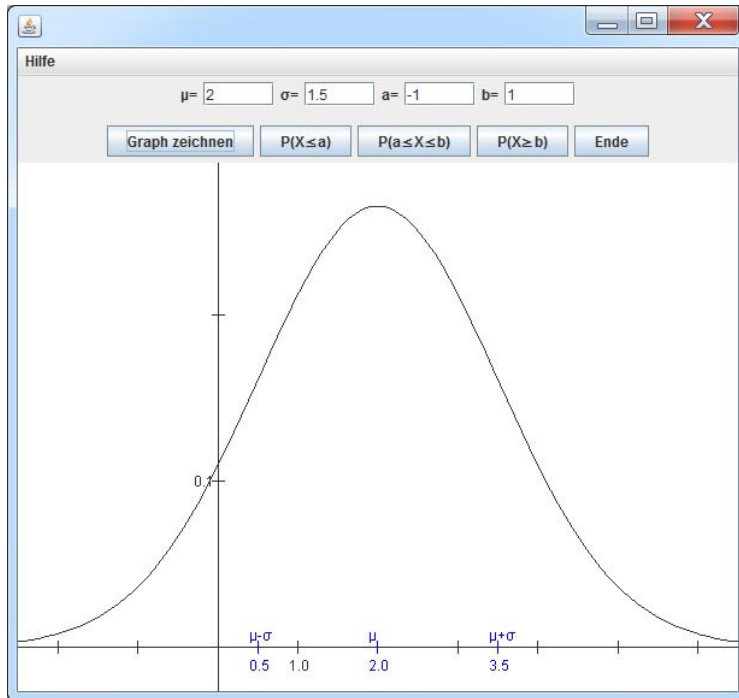 Hilfe
μ= 2 σ= 1.5 a= -1 b= 1
Graph zeichnen P(X≤a) P(a≤X≤b) P(X≥b) Ende
0.1
μ-σ μ μ+σ
0.5 1.0 2.0 3.5